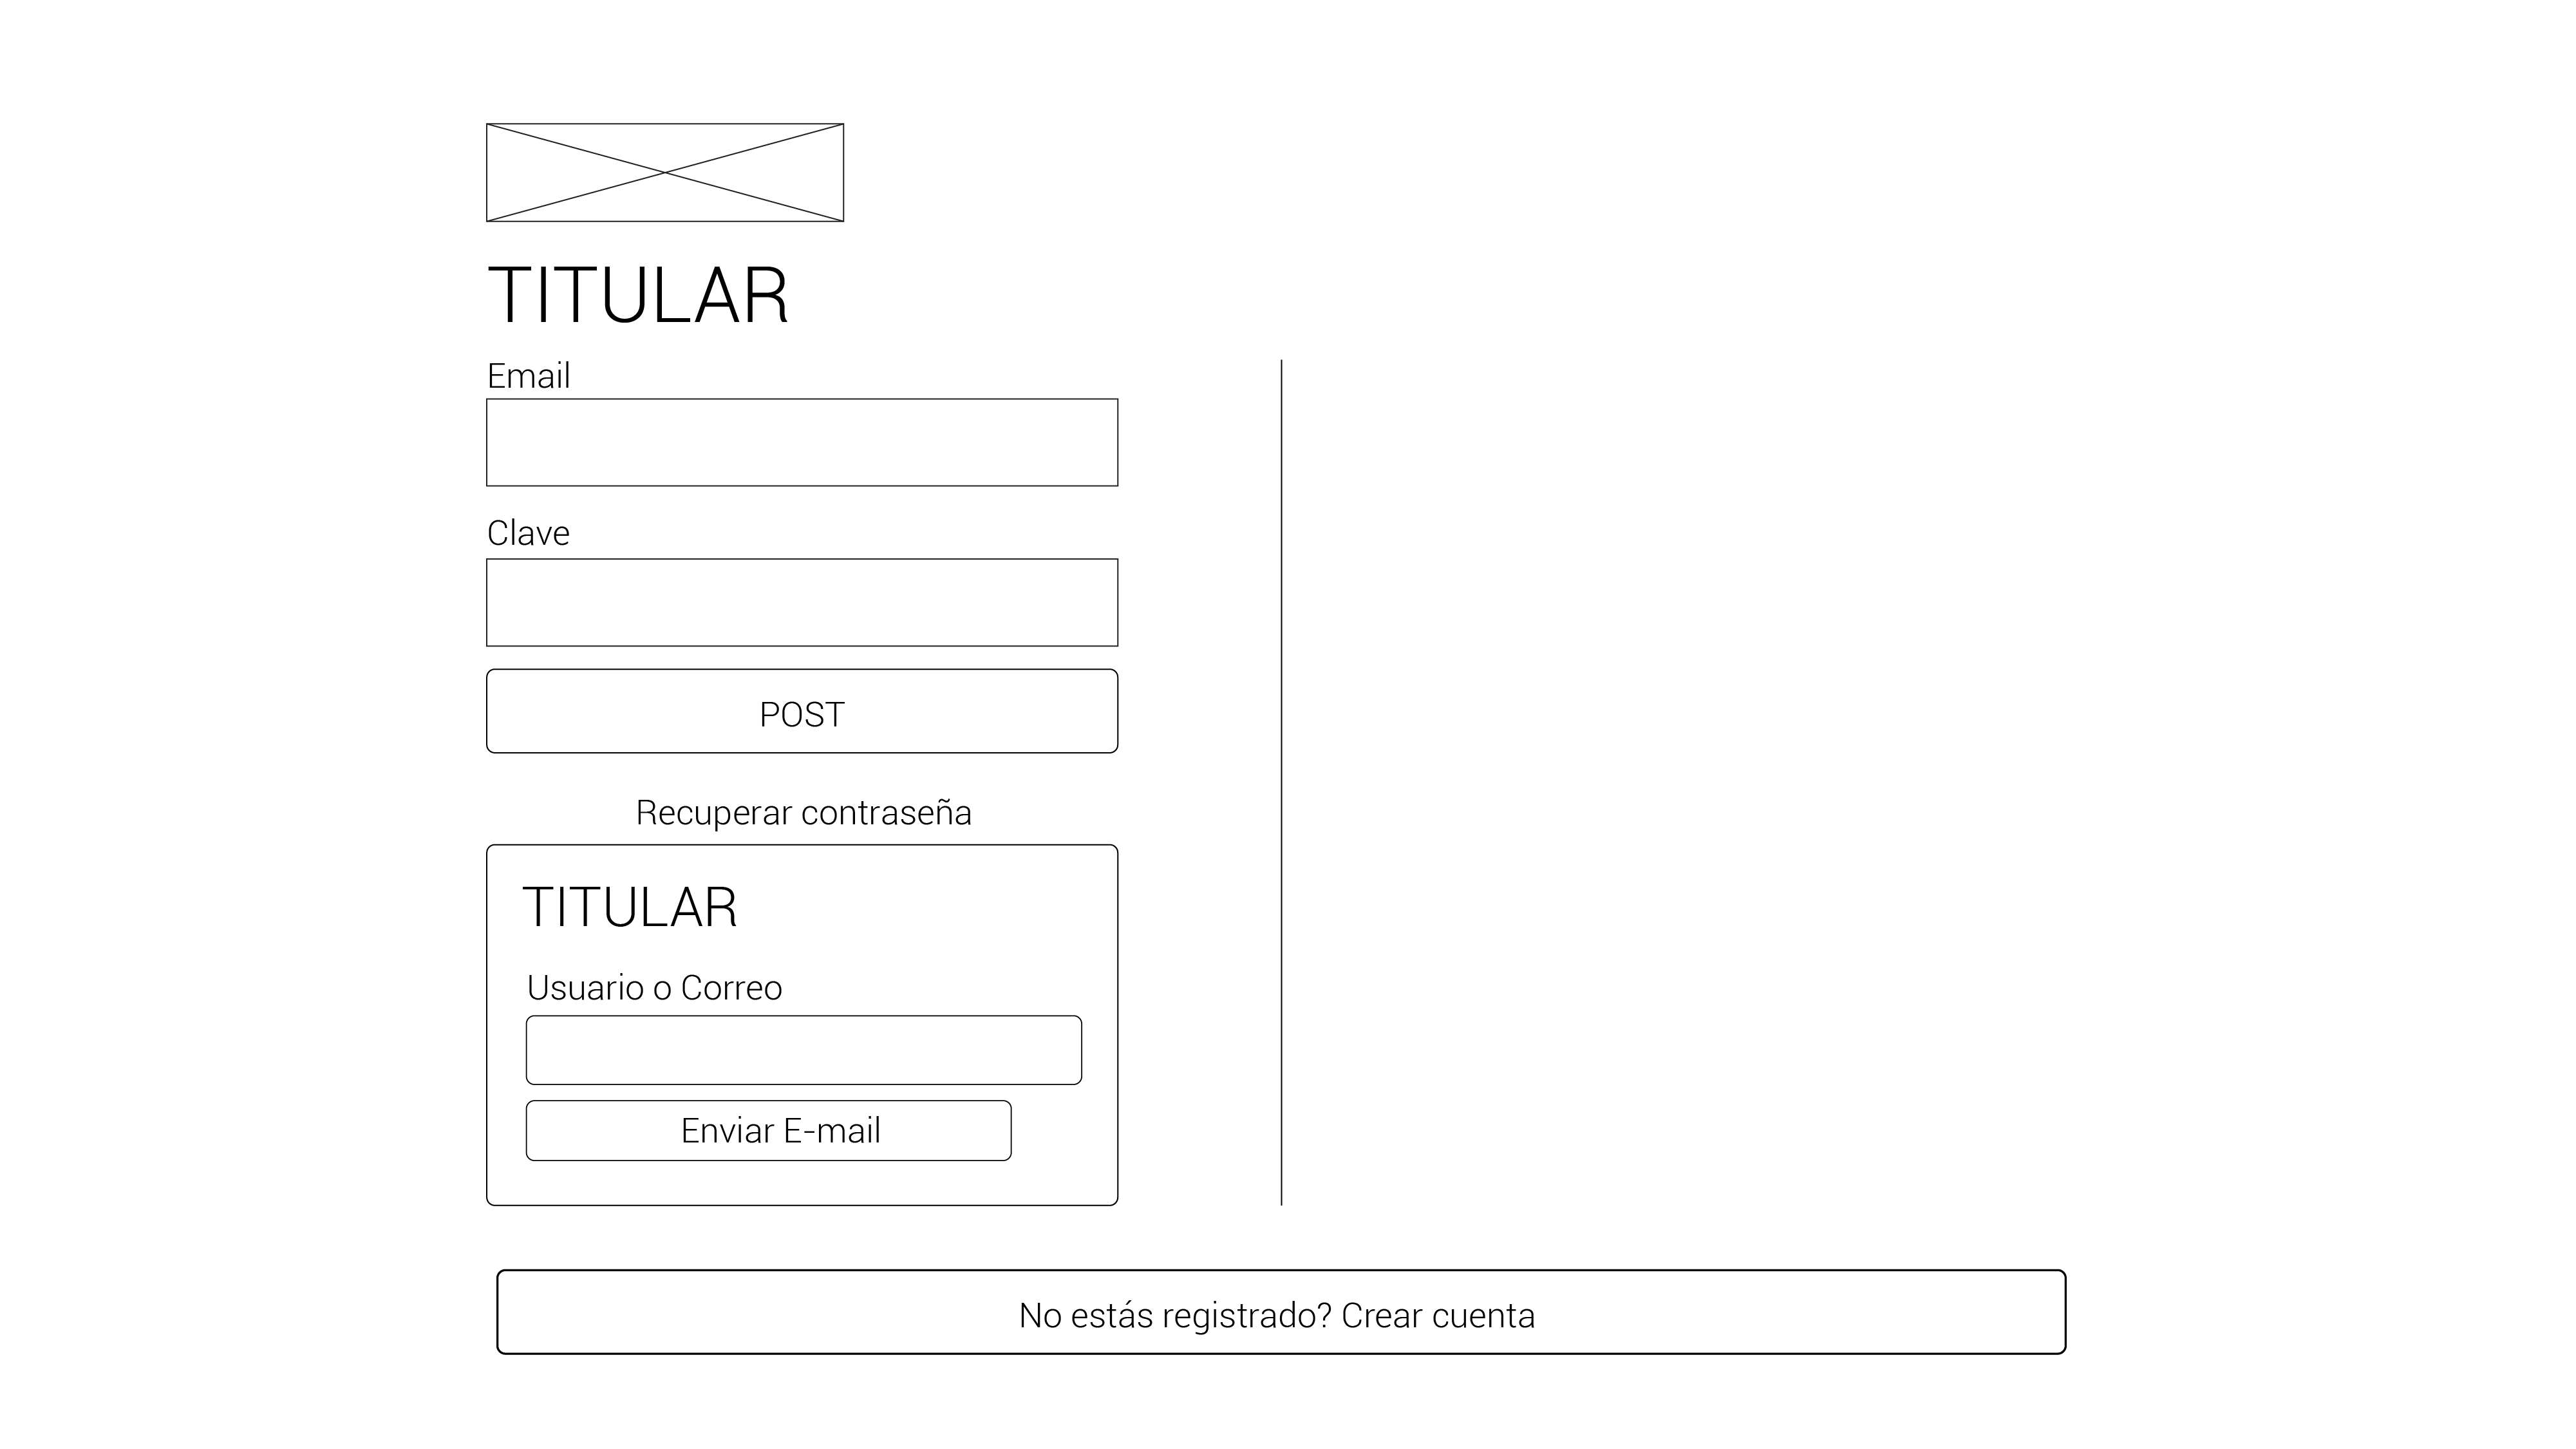 TITULAR
Email
Clave
POST
Recuperar contraseña
TITULAR
Usuario o Correo
Enviar E-mail
No estás registrado? Crear cuenta